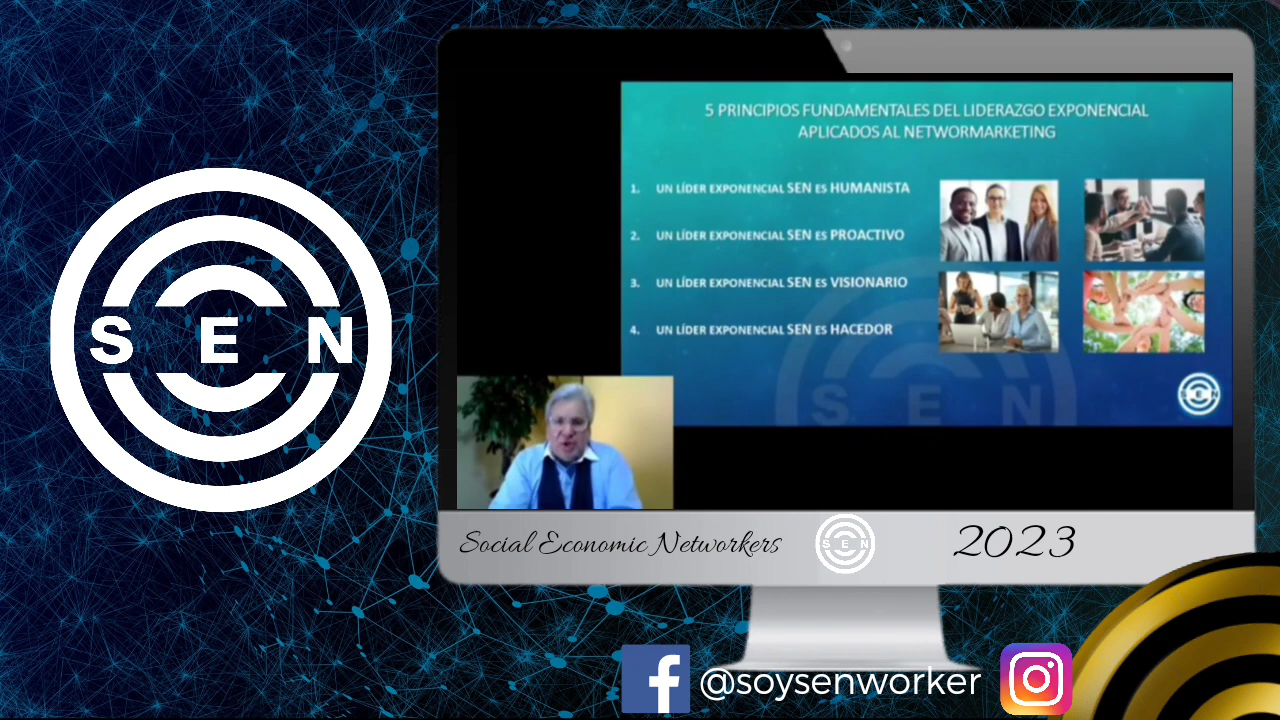 S E N
5 PRINCIPIOS FUNDAMENTALES DEL LIDERAZGO EXPONENCIAL
APLICADOS AL NETWORMARKETING
1. UN LÍDER EXPONENCIAL SEN ES HUMANISTA
2. UN LÍDER EXPONENCIAL SEN ES PROACTIVO
3. UN LÍDER EXPONENCIAL SEN ES VISIONARIO
4. UN LÍDER EXPONENCIAL SEN ES HACEDOR
S E N
SEN
Social Economic Networkers
S E N
2023
@soysenworker